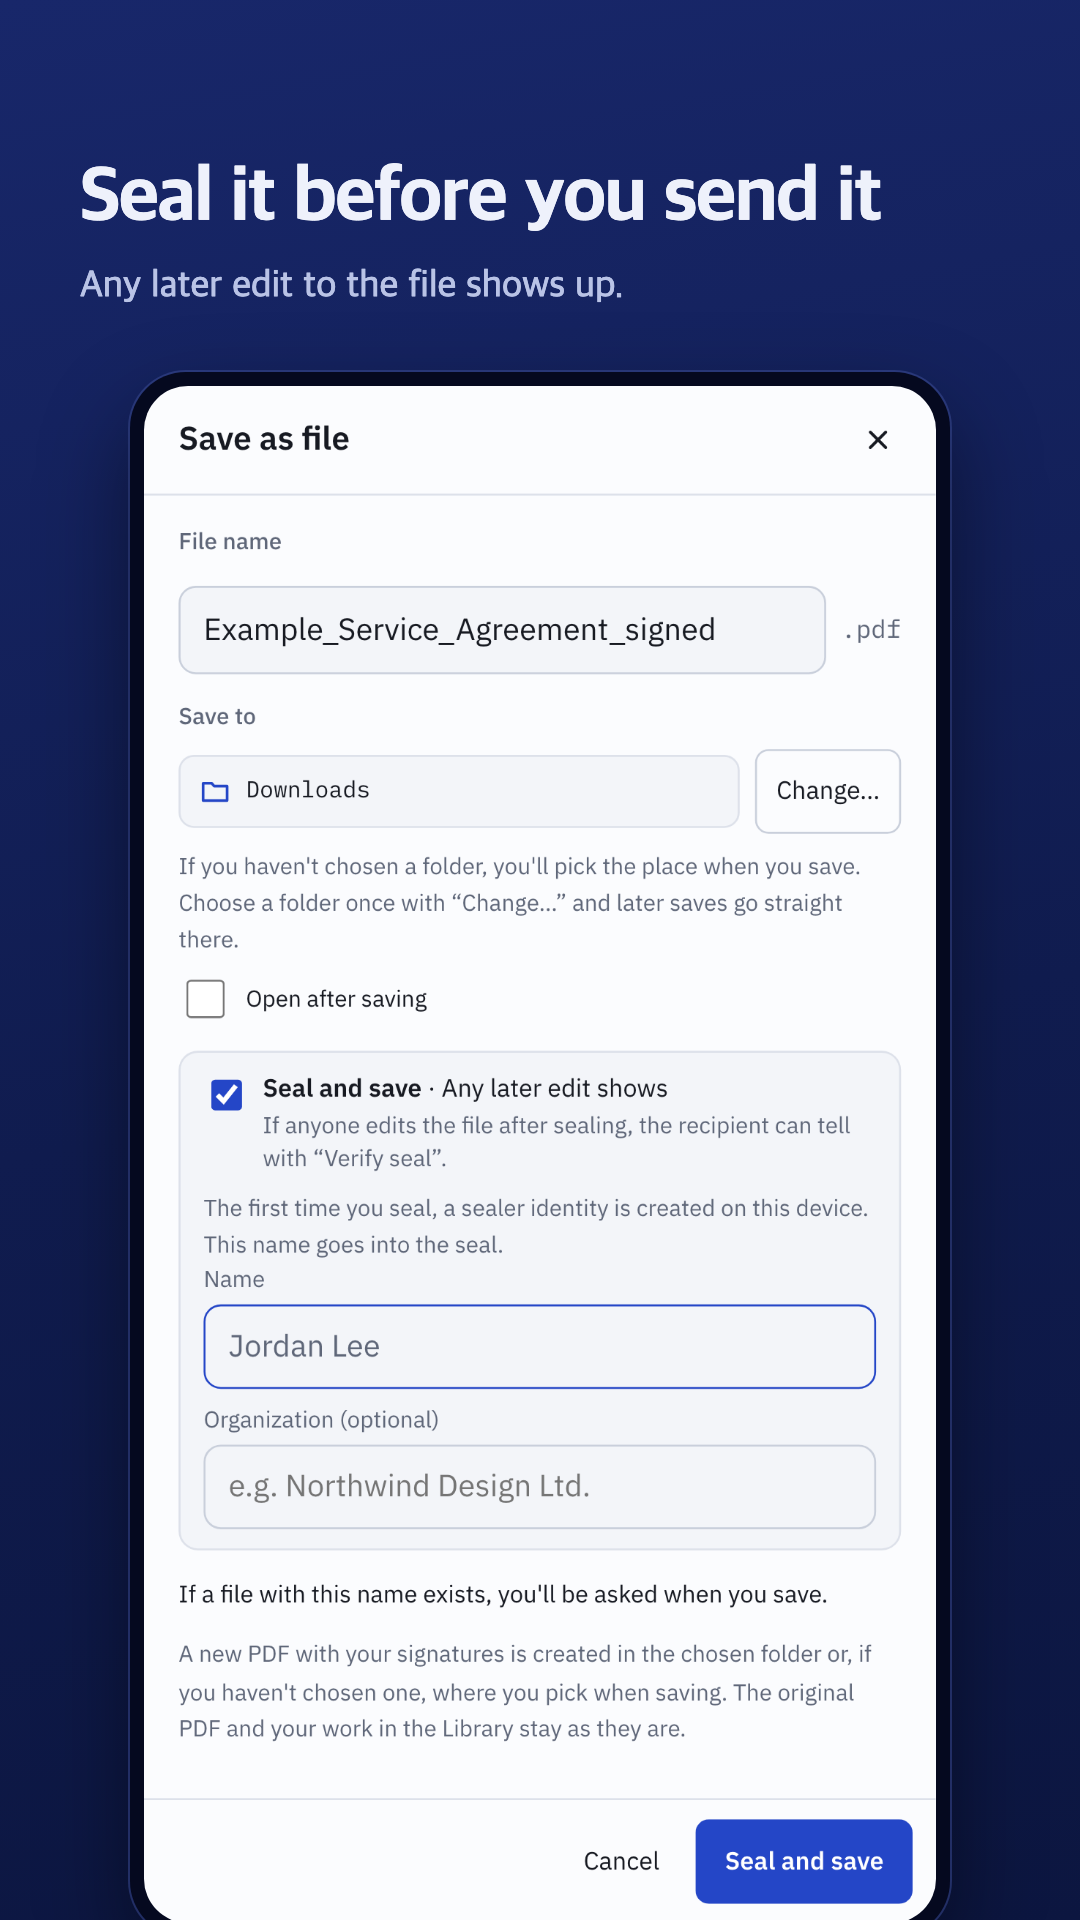 Seal it before you send it
Any later edit to the file shows up.
Save as file
File name
Example_Service_Agreement_signed
.pdf
Save to
Downloads
Change...
If you haven't chosen a folder, you'll pick the place when you save.
Choose a folder once with “Change...” and later saves go straight
there.
Open after saving
Seal and save · Any later edit shows
If anyone edits the file after sealing, the recipient can tell
with “Verify seal”.
The first time you seal, a sealer identity is created on this device.
This name goes into the seal.
Name
Jordan Lee
Organization (optional)
e.g. Northwind Design Ltd.
If a file with this name exists, you'll be asked when you save.
A new PDF with your signatures is created in the chosen folder or, if
you haven't chosen one, where you pick when saving. The original
PDF and your work in the Library stay as they are.
Cancel
Seal and save